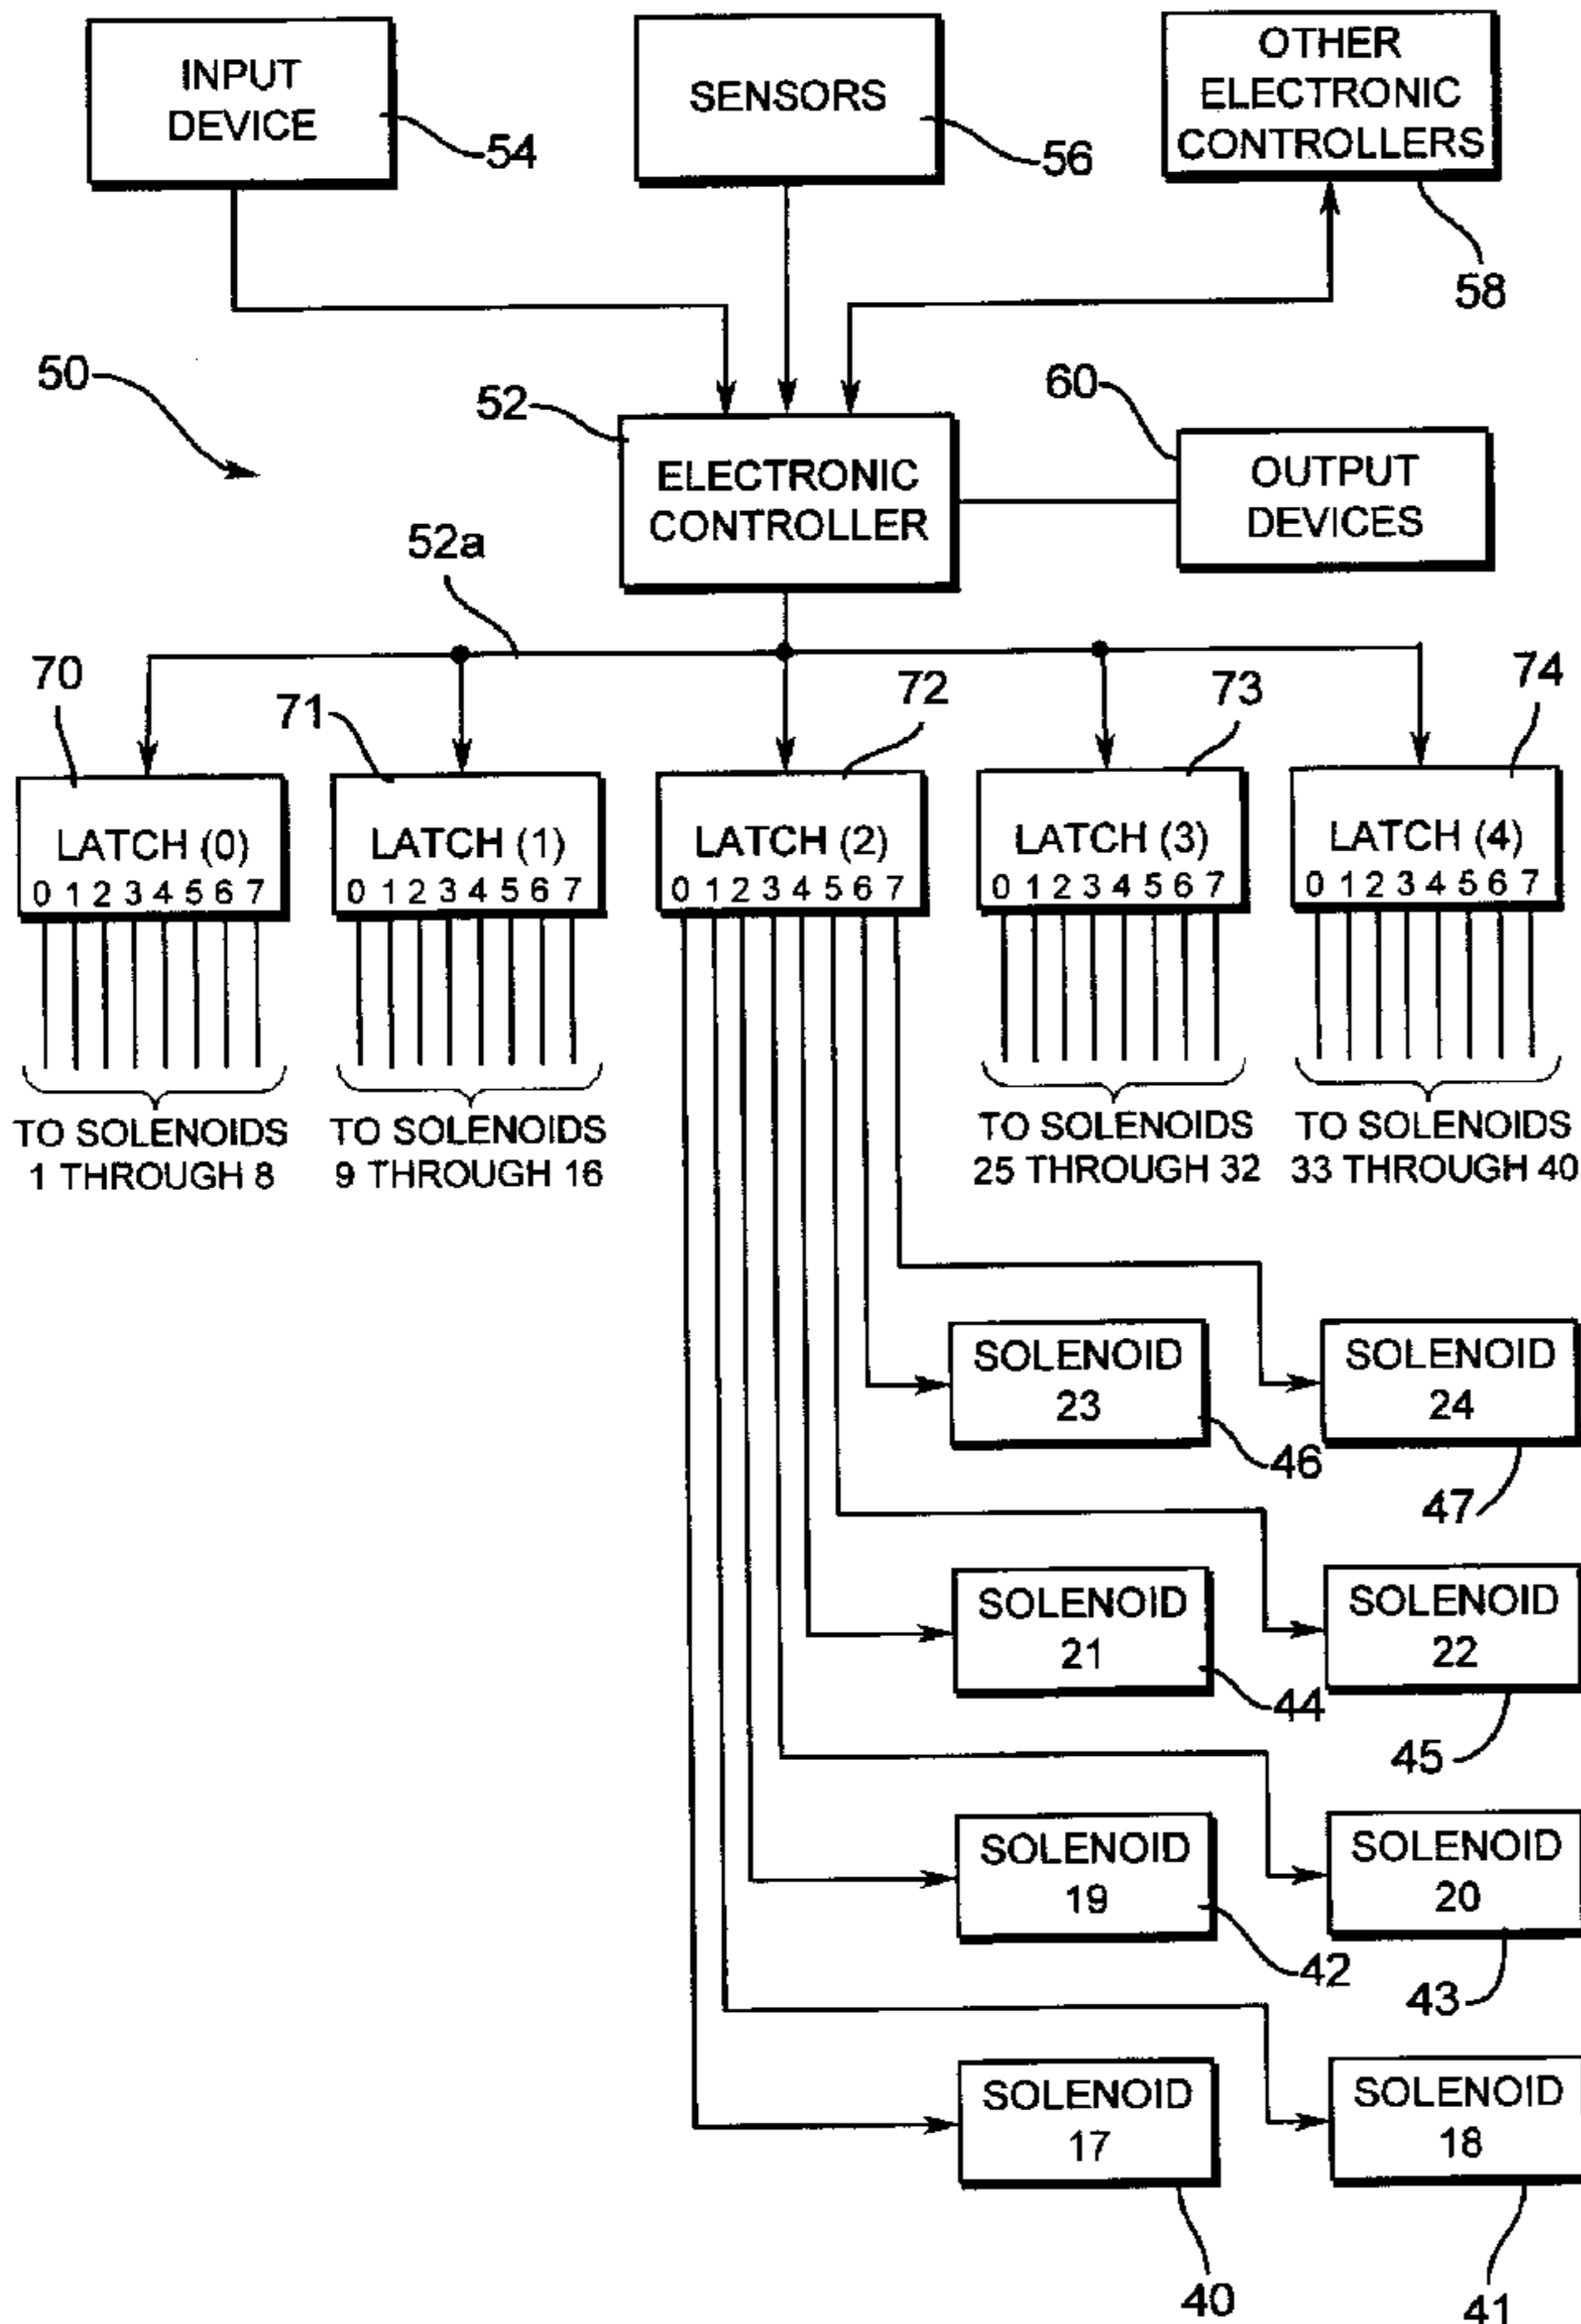 INPUT
DEVICE
54
SENSORS
56
OTHER
ELECTRONIC
CONTROLLERS
58
50
52
ELECTRONIC
CONTROLLER
60
OUTPUT
DEVICES
52a
70
71
72
73
74
LATCH (0)
0 1 2 3 4 5 6 7
LATCH (1)
0 1 2 3 4 5 6 7
LATCH (2)
0 1 2 3 4 5 6 7
LATCH (3)
0 1 2 3 4 5 6 7
LATCH (4)
0 1 2 3 4 5 6 7
TO SOLENOIDS
1 THROUGH 8
TO SOLENOIDS
9 THROUGH 16
TO SOLENOIDS
25 THROUGH 32
TO SOLENOIDS
33 THROUGH 40
SOLENOID
23
46
SOLENOID
24
47
SOLENOID
21
44
SOLENOID
22
45
SOLENOID
19
42
SOLENOID
20
43
SOLENOID
17
40
SOLENOID
18
41